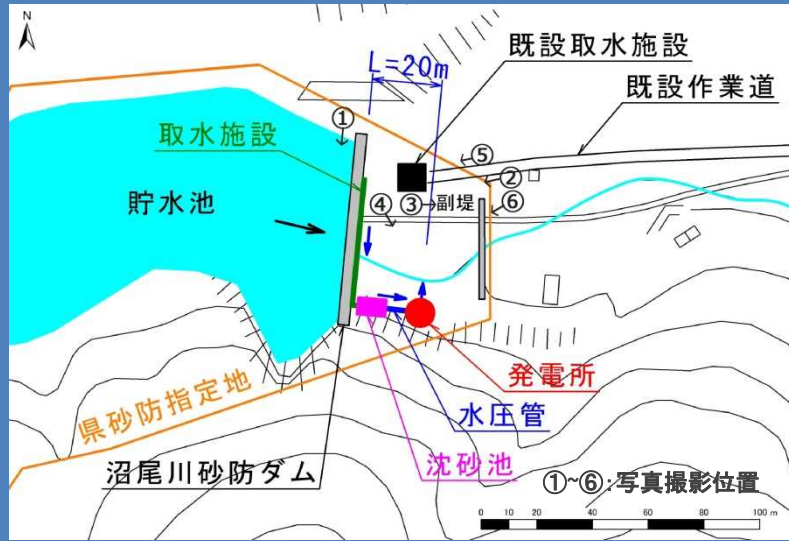 N
既設取水施設
L=20m
既設作業道
①
取水施設
⑤
②
貯水池
④
③
副堤
⑥
発電所
県砂防指定地
水圧管
沈砂池
沼尾川砂防ダム
①~⑥:写真撮影位置
0 10 20 30 40 50 60 80 100 m